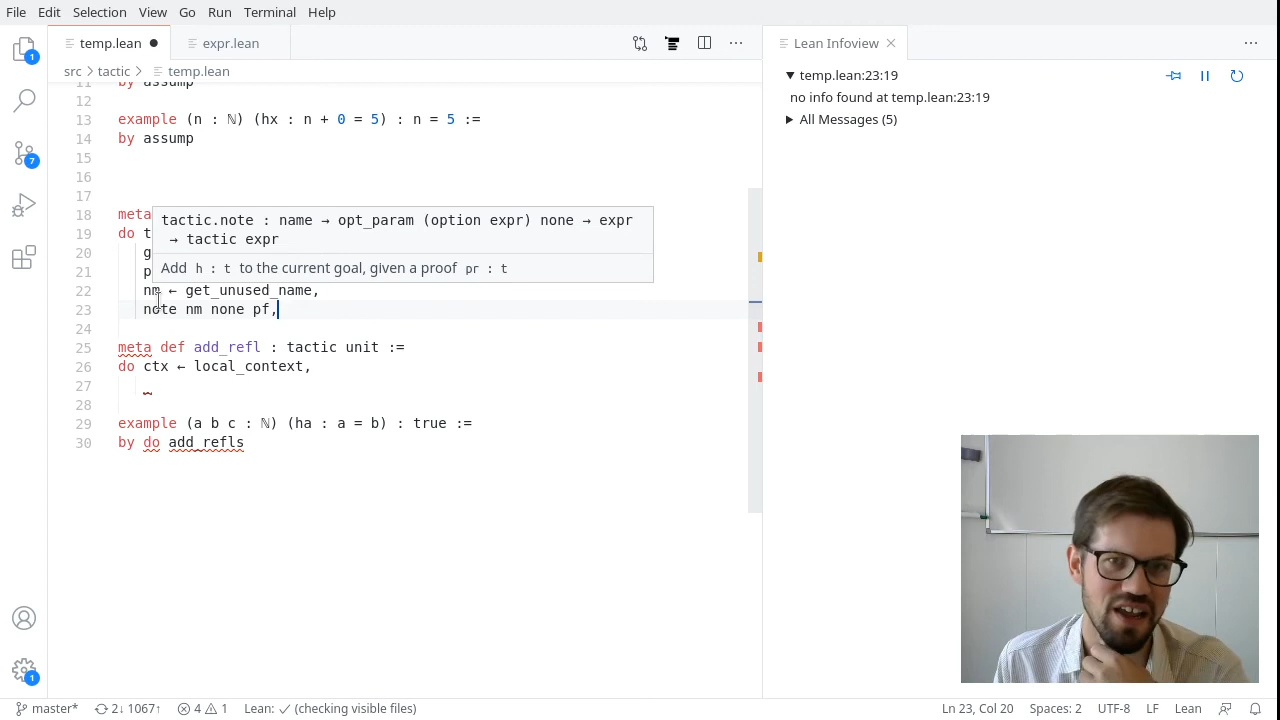 File Edit Selection View Go Run Terminal Help
temp.lean
expr.lean
Lean Infoview
src > tactic > temp.lean
temp.lean:23:19
no info found at temp.lean:23:19
All Messages (5)
11 by assump
12
13 example (n : ℕ) (hx : n + 0 = 5) : n = 5 :=
14 by assump
15
16
17
18 meta
19 do t
20 g
21 p
tactic.note : name → opt_param (option expr) none → expr
→ tactic expr
Add h : t to the current goal, given a proof pr : t
22 nm ← get_unused_name,
23 note nm none pf,
24
25 meta def add_refl : tactic unit :=
26 do ctx ← local_context,
27 _
28
29 example (a b c : ℕ) (ha : a = b) : true :=
30 by do add_refls
1
7
1
master* 2↓ 1067↑ 4 1 Lean: ✓ (checking visible files)
Ln 23, Col 20 Spaces: 2 UTF-8 LF Lean